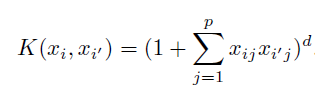 K(x_i, x_{i'}) = (1 + \sum_{j=1}^{p} x_{ij} x_{i'j})^d